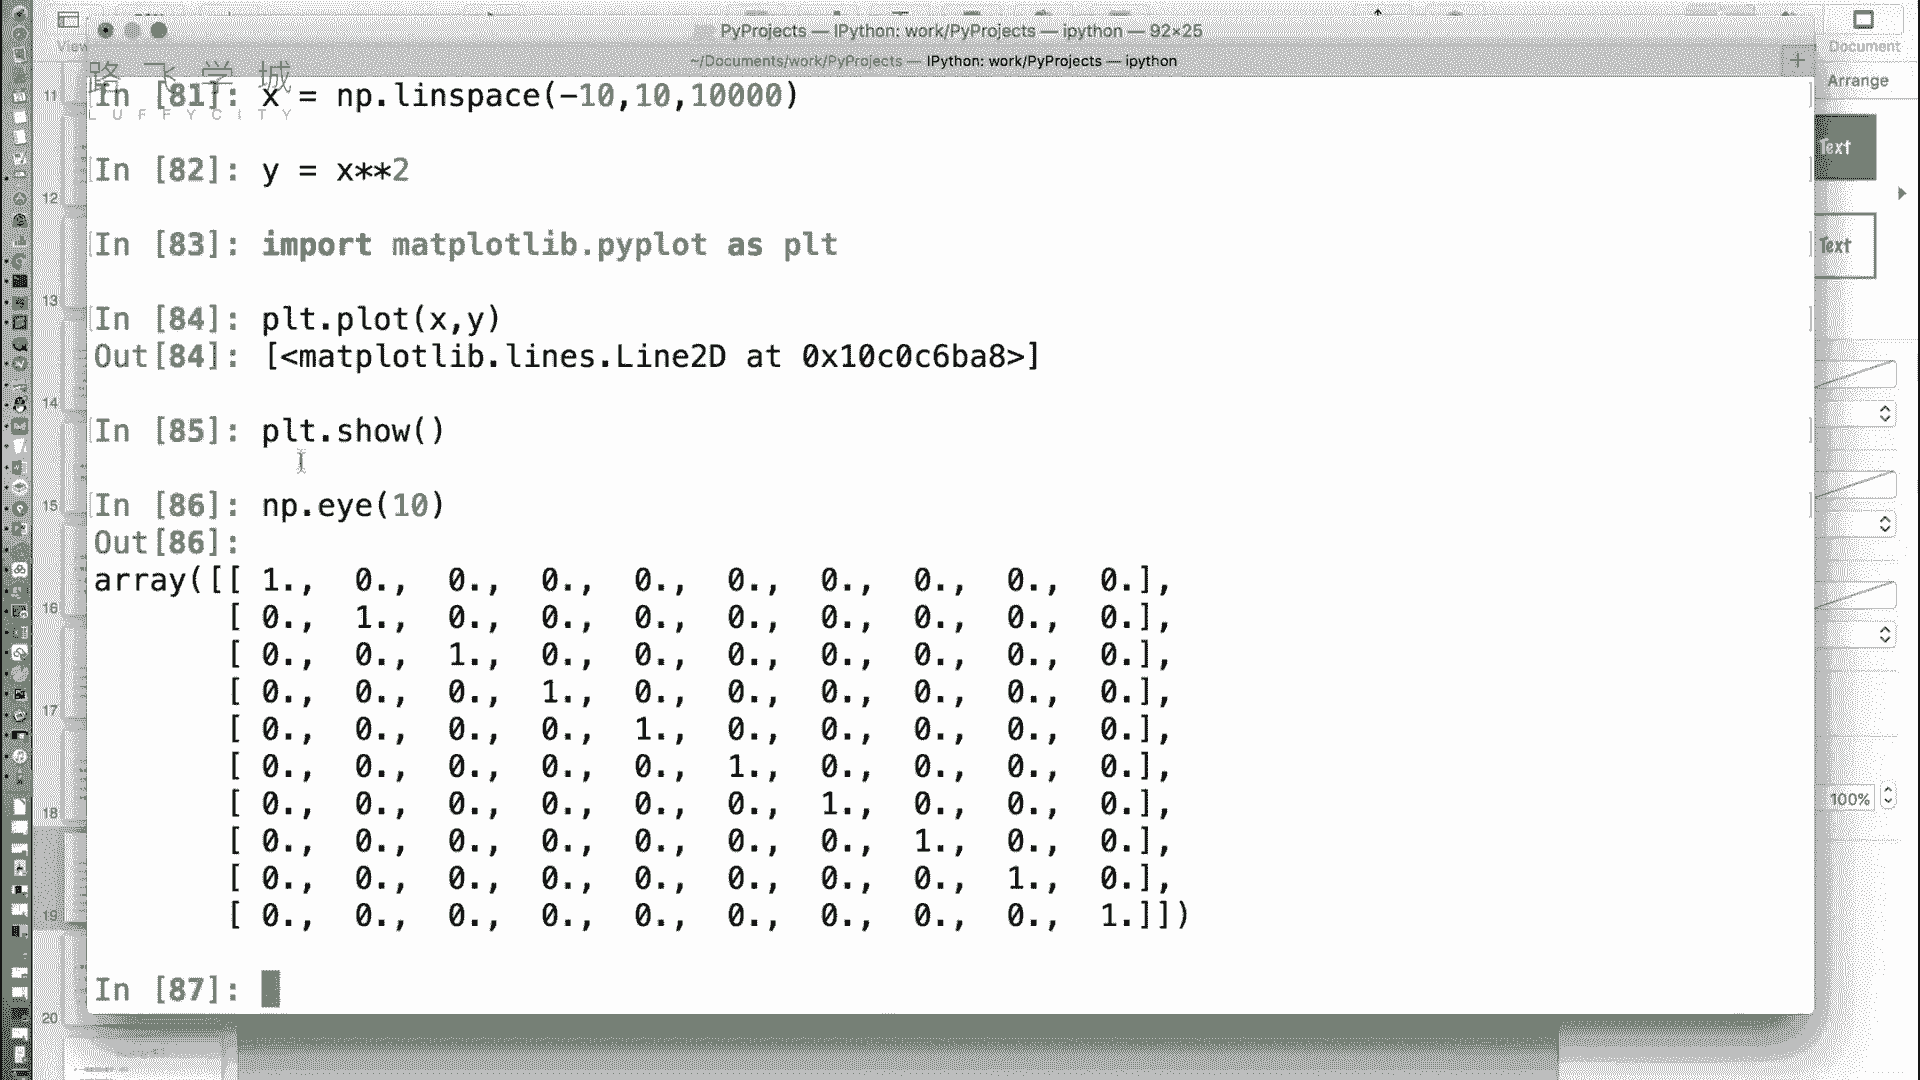 PyProjects — IPython: work/PyProjects — ipython — 92×25
~/Documents/work/PyProjects — IPython: work/PyProjects — ipython
View
Document
Arrange
路飞学城
LUFFYCITY
In [81]: x = np.linspace(-10,10,10000)
In [82]: y = x**2
In [83]: import matplotlib.pyplot as plt
In [84]: plt.plot(x,y)
Out[84]: [<matplotlib.lines.Line2D at 0x10c0c6ba8>]
In [85]: plt.show()
In [86]: np.eye(10)
Out[86]:
array([[ 1., 0., 0., 0., 0., 0., 0., 0., 0., 0.],
[ 0., 1., 0., 0., 0., 0., 0., 0., 0., 0.],
[ 0., 0., 1., 0., 0., 0., 0., 0., 0., 0.],
[ 0., 0., 0., 1., 0., 0., 0., 0., 0., 0.],
[ 0., 0., 0., 0., 1., 0., 0., 0., 0., 0.],
[ 0., 0., 0., 0., 0., 1., 0., 0., 0., 0.],
[ 0., 0., 0., 0., 0., 0., 1., 0., 0., 0.],
[ 0., 0., 0., 0., 0., 0., 0., 1., 0., 0.],
[ 0., 0., 0., 0., 0., 0., 0., 0., 1., 0.],
[ 0., 0., 0., 0., 0., 0., 0., 0., 0., 1.]])
In [87]:
11
12
13
14
15
16
17
18
19
20
Text
Text
100%